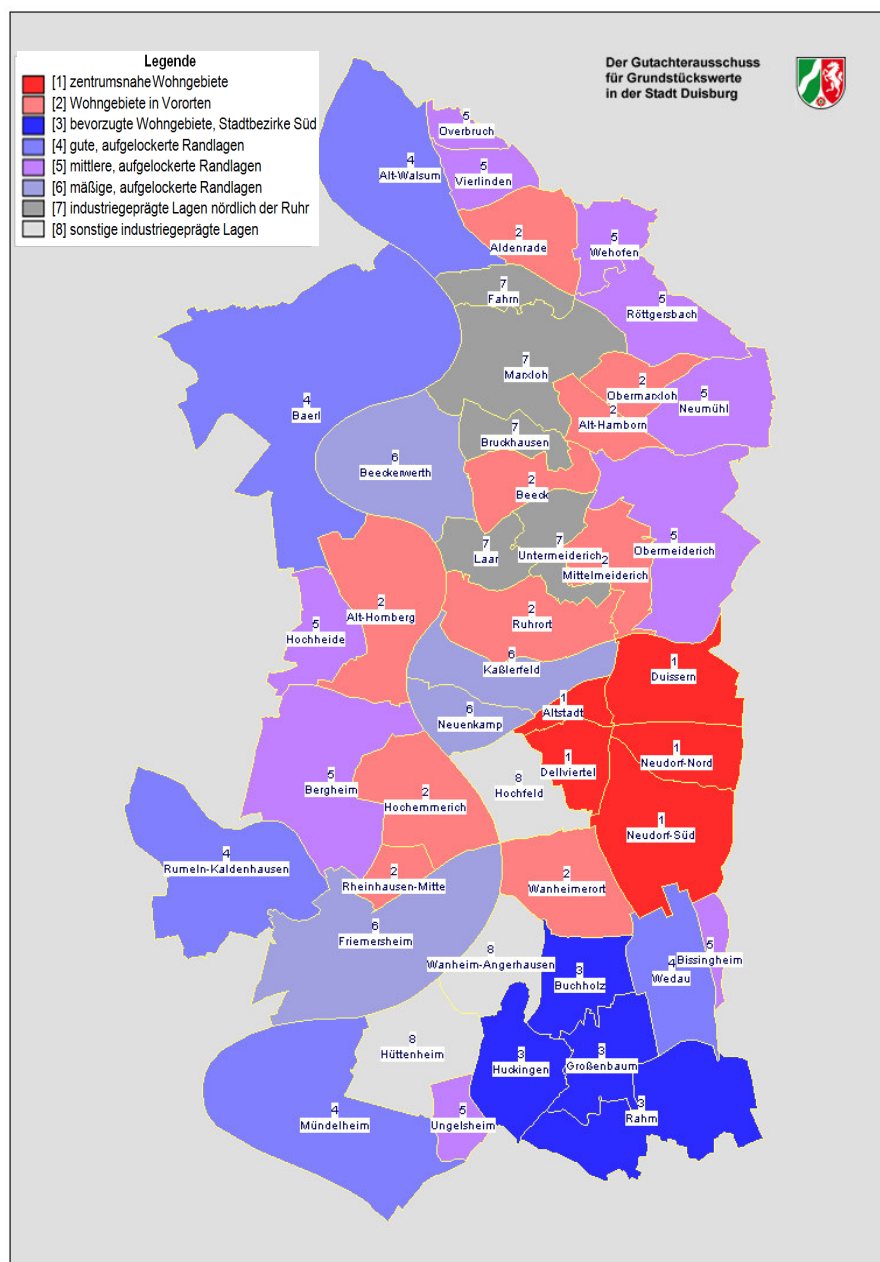 Legende
[1] zentrumsnahe Wohngebiete
[2] Wohngebiete in Vororten
[3] bevorzugte Wohngebiete, Stadtbezirke Süd
[4] gute, aufgelockerte Randlagen
[5] mittlere, aufgelockerte Randlagen
[6] mäßige, aufgelockerte Randlagen
[7] industriegeprägte Lagen nördlich der Ruhr
[8] sonstige industriegeprägte Lagen
Der Gutachterausschuss
für Grundstückswerte
in der Stadt Duisburg
5
Overbruch
4
Alt-Walsum
5
Vierlinden
2
Aldenrade
5
Wehofen
7
Fahrn
5
Röttgersbach
7
Marxloh
2
Obermarxloh
5
Neumühl
4
Baerl
2
Alt-Hamborn
7
Bruckhausen
6
Beeckerwerth
2
Beeck
7
Untermeiderich
5
Obermeiderich
7
Laar
2
Mittelmeiderich
2
Alt-Homberg
2
Ruhrort
5
Hochheide
6
Kaßlerfeld
1
Duissern
6
Neuenkamp
1
Altstadt
1
Neudorf-Nord
1
Dellviertel
5
Bergheim
8
Hochfeld
2
Hochemmerich
1
Neudorf-Süd
4
Rumeln-Kaldenhausen
2
Rheinhausen-Mitte
2
Wanheimerort
6
Friemersheim
8
Wanheim-Angerhausen
5
Bissingheim
4
Wedau
3
Buchholz
8
Hüttenheim
3
Huckingen
3
Großenbaum
4
Mündelheim
5
Ungelsheim
3
Rahm